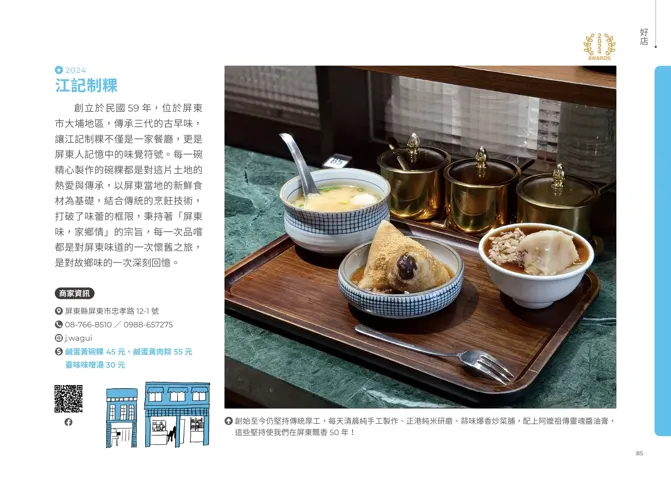 好店
2024
AWARDS
2024
江記制粿
創立於民國 59 年，位於屏東
市大埔地區，傳承三代的古早味，
讓江記制粿不僅是一家餐廳，更是
屏東人記憶中的味覺符號。每一碗
精心製作的碗粿都是對這片土地的
熱愛與傳承，以屏東當地的新鮮食
材為基礎，結合傳統的烹飪技術，
打破了味蕾的框限，秉持著「屏東
味，家鄉情」的宗旨，每一次品嚐
都是對屏東味道的一次懷舊之旅，
是對故鄉味的一次深刻回憶。
商家資訊
屏東縣屏東市忠孝路 12-1 號
08-766-8510 ／ 0988-657275
j.wagui
鹹蛋黃碗粿 45 元、鹹蛋黃肉粽 55 元
臺味味噌湯 30 元
創始至今仍堅持傳統厚工，每天清晨純手工製作、正港純米研磨、蒜味爆香炒菜脯，配上阿嬤祖傳靈魂醬油膏，
這些堅持使我們在屏東飄香 50 年！
85